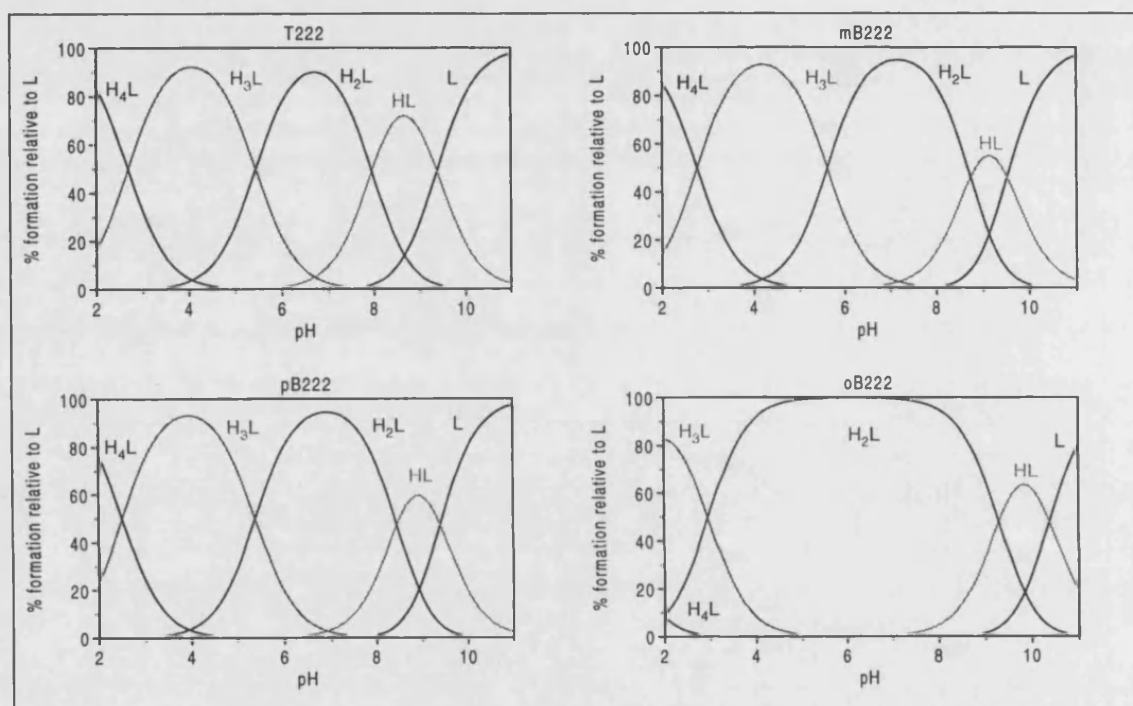 T222
% formation relative to L
100
80
60
40
20
0
H₄L
H₃L
H₂L
HL
L
2
4
6
8
10
pH
mB222
% formation relative to L
100
80
60
40
20
0
H₄L
H₃L
H₂L
HL
L
2
4
6
8
10
pH
pB222
% formation relative to L
100
80
60
40
20
0
H₄L
H₃L
H₂L
HL
L
2
4
6
8
10
pH
oB222
% formation relative to L
100
80
60
40
20
0
H₃L
H₄L
H₂L
HL
L
2
4
6
8
10
pH